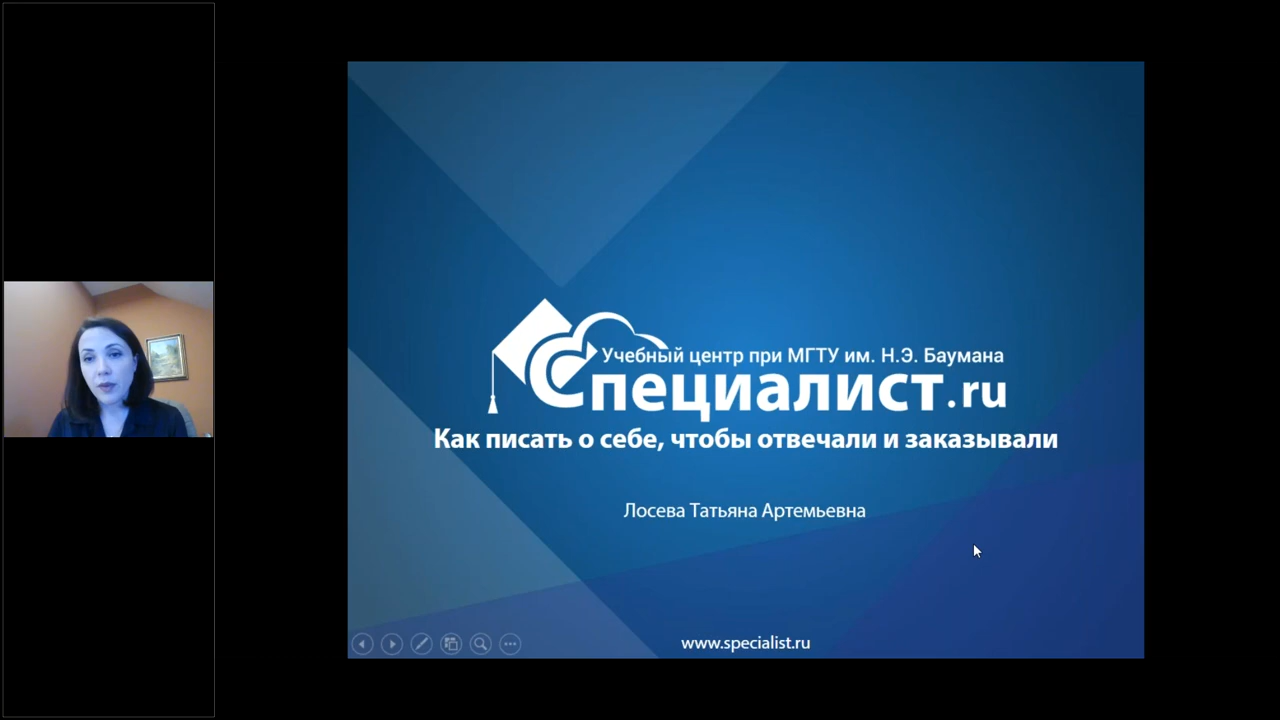 Учебный центр при МГТУ им. Н.Э. Баумана
Специалист.ru
Как писать о себе, чтобы отвечали и заказывали
Лосева Татьяна Артемьевна
www.specialist.ru